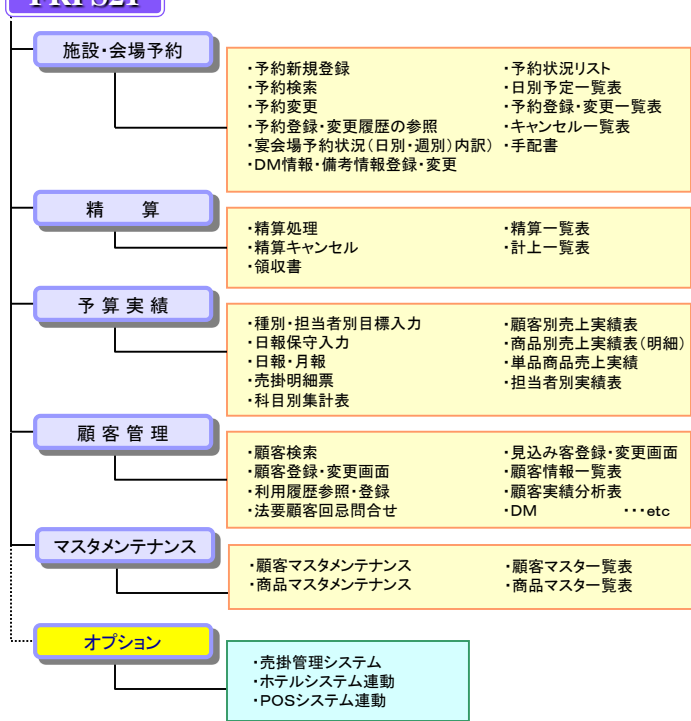 施設・会場予約
・予約新規登録
・予約検索
・予約変更
・予約登録・変更履歴の参照
・宴会場予約状況(日別・週別)内訳)
・DM情報・備考情報登録・変更
・予約状況リスト
・日別予定一覧表
・予約登録・変更一覧表
・キャンセル一覧表
・手配書
精　算
・精算処理
・精算キャンセル
・領収書
・精算一覧表
・計上一覧表
予算実績
・種別・担当者別目標入力
・日報保守入力
・日報・月報
・売掛明細票
・科目別集計表
・顧客別売上実績表
・商品別売上実績表(明細)
・単品商品売上実績
・担当者別実績表
顧客管理
・顧客検索
・顧客登録・変更画面
・利用履歴参照・登録
・法要顧客回忌問合せ
・見込み客登録・変更画面
・顧客情報一覧表
・顧客実績分析表
・DM　　・・・etc
マスタメンテナンス
・顧客マスタメンテナンス
・商品マスタメンテナンス
・顧客マスター覧表
・商品マスター覧表
オプション
・売掛管理システム
・ホテルシステム連動
・POSシステム連動